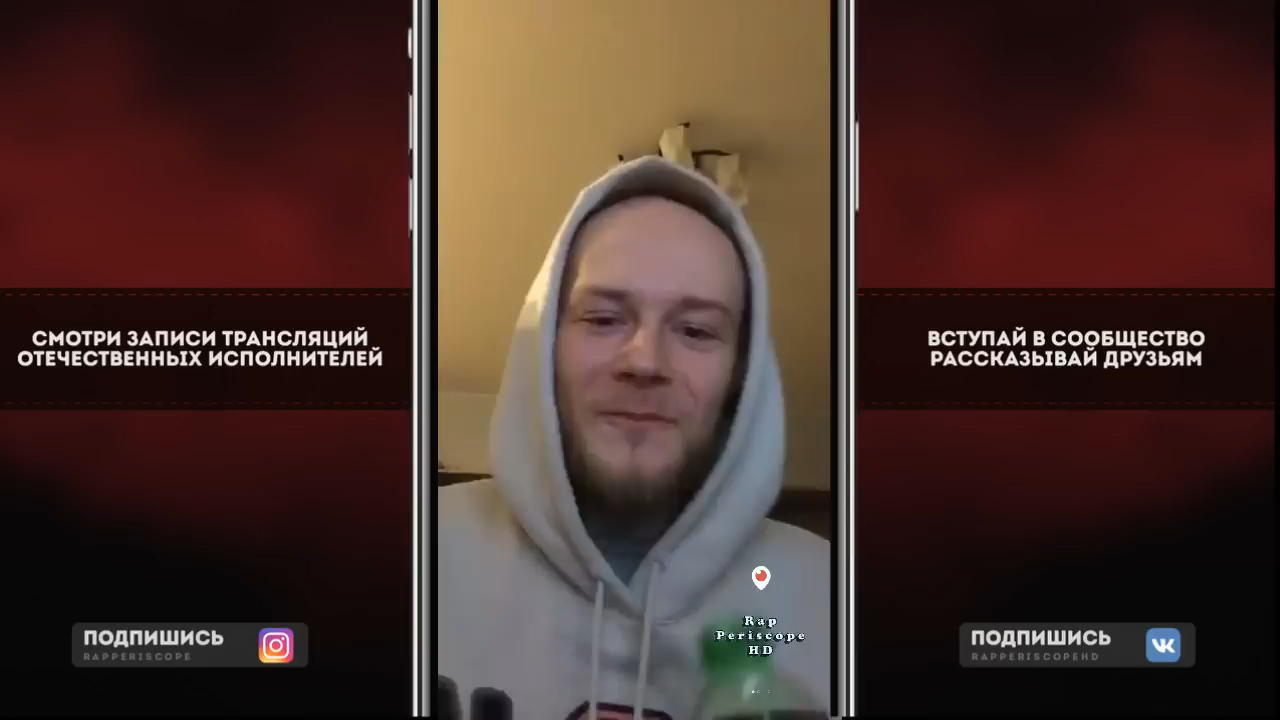 СМОТРИ ЗАПИСИ ТРАНСЛЯЦИЙ
ОТЕЧЕСТВЕННЫХ ИСПОЛНИТЕЛЕЙ
ПОДПИШИСЬ
RAPPERISCOPE
Rap
Periscope
HD
ВСТУПАЙ В СООБЩЕСТВО
РАССКАЗЫВАЙ ДРУЗЬЯМ
ПОДПИШИСЬ
RAPPERISCOPEHD